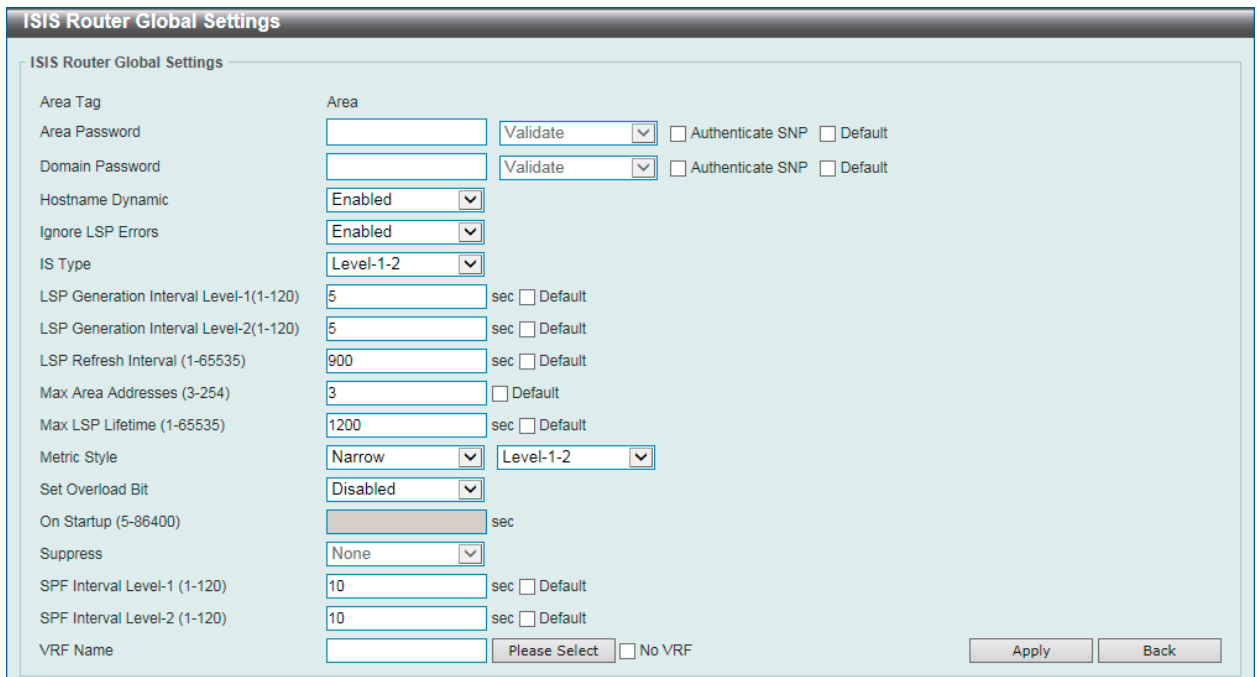 ISIS Router Global Settings
ISIS Router Global Settings
Area Tag Area
Area Password Validate Authenticate SNP Default
Domain Password Validate Authenticate SNP Default
Hostname Dynamic Enabled
Ignore LSP Errors Enabled
IS Type Level-1-2
LSP Generation Interval Level-1(1-120) 5 sec Default
LSP Generation Interval Level-2(1-120) 5 sec Default
LSP Refresh Interval (1-65535) 900 sec Default
Max Area Addresses (3-254) 3 Default
Max LSP Lifetime (1-65535) 1200 sec Default
Metric Style Narrow Level-1-2
Set Overload Bit Disabled
On Startup (5-86400) sec
Suppress None
SPF Interval Level-1 (1-120) 10 sec Default
SPF Interval Level-2 (1-120) 10 sec Default
VRF Name Please Select No VRF Apply Back